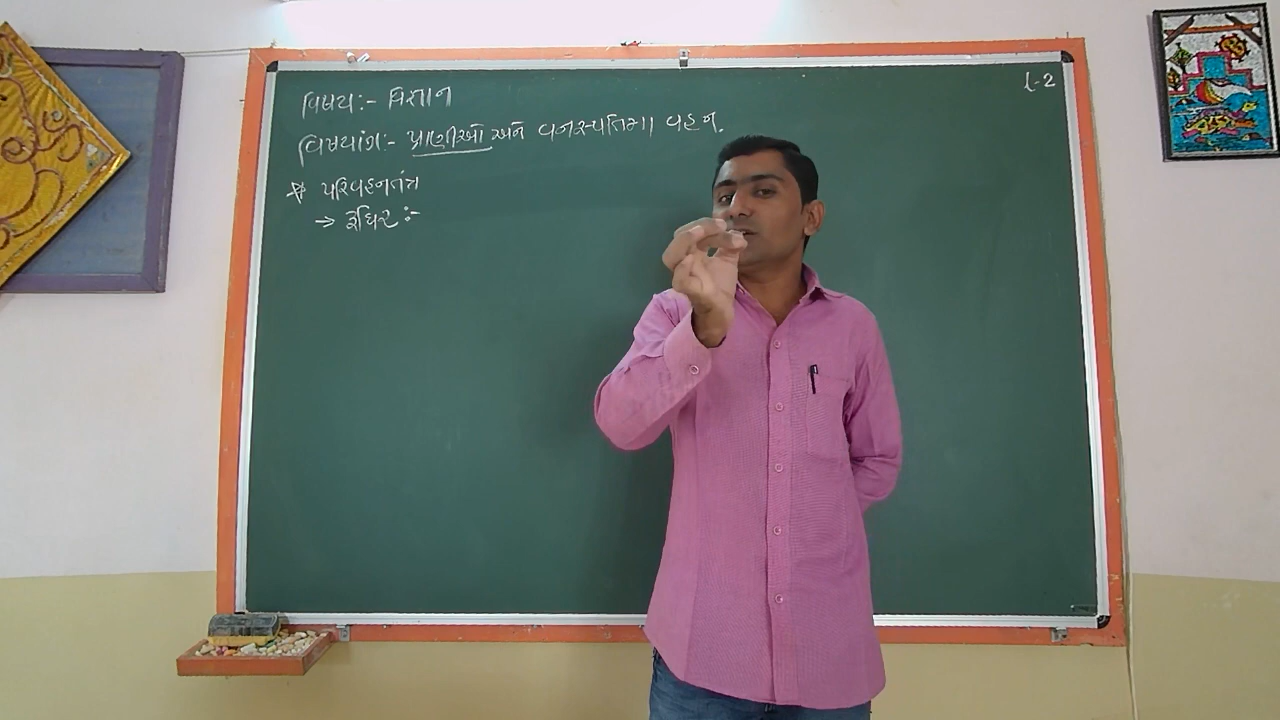 L-2
વિષય:- વિજ્ઞાન
વિષયાંગ:- પ્રાણીઓ અને વનસ્પતિમાં વહન.
* પરિવહનતંત્ર
→ રુધિર :-